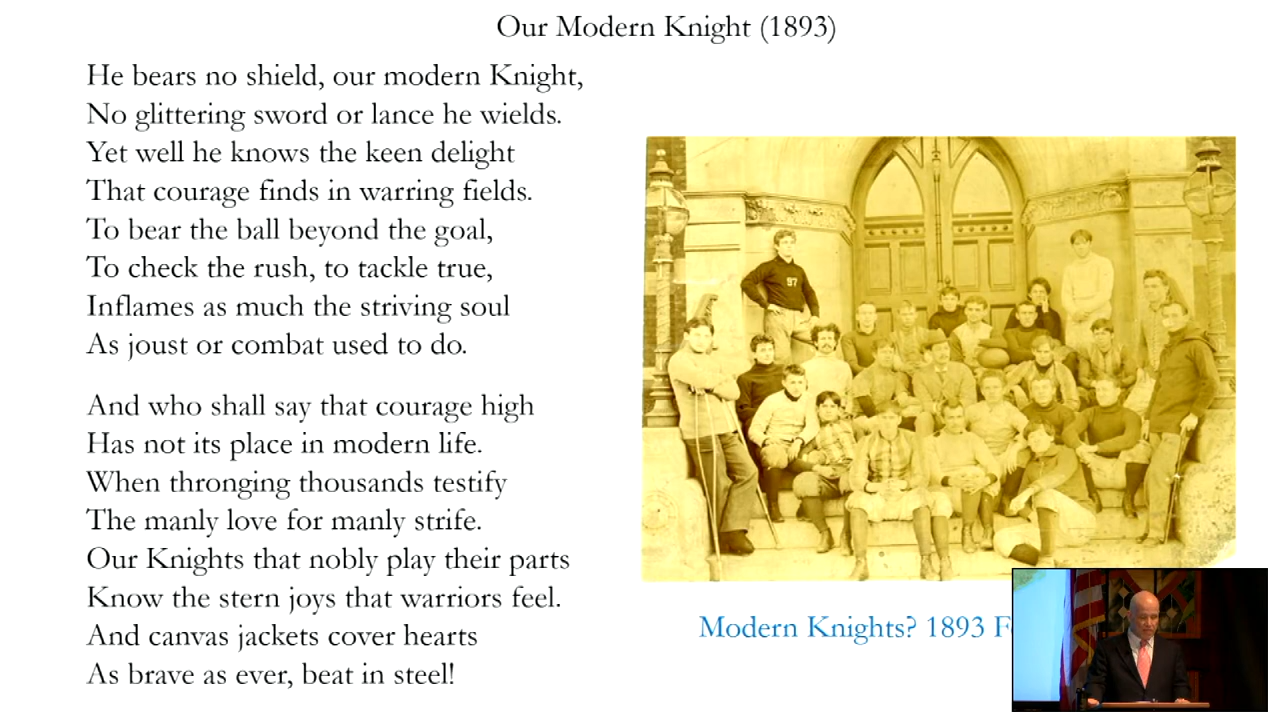 Our Modern Knight (1893)
He bears no shield, our modern Knight,
No glittering sword or lance he wields.
Yet well he knows the keen delight
That courage finds in warring fields.
To bear the ball beyond the goal,
To check the rush, to tackle true,
Inflames as much the striving soul
As joust or combat used to do.
And who shall say that courage high
Has not its place in modern life.
When thronging thousands testify
The manly love for manly strife.
Our Knights that nobly play their parts
Know the stern joys that warriors feel.
And canvas jackets cover hearts
As brave as ever, beat in steel!
97
Modern Knights? 1893 F